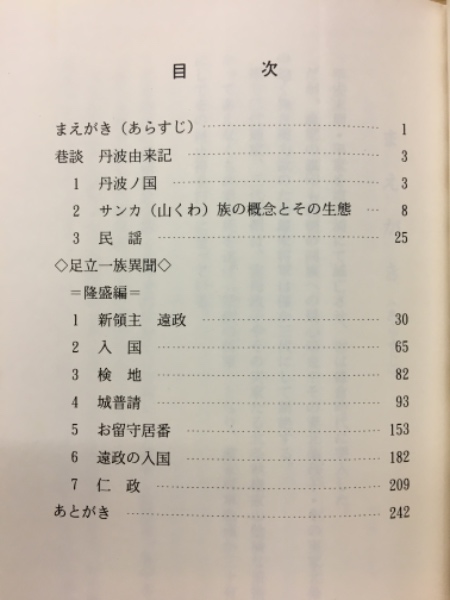 目次
まえがき（あらすじ） 1
巷談 丹波由来記 3
1 丹波ノ国 3
2 サンカ（山くわ）族の概念とその生態 8
3 民謡 25
◇足立一族異聞◇
＝隆盛編＝
1 新領主 遠政 30
2 入国 65
3 検地 82
4 城普請 93
5 お留守居番 153
6 遠政の入国 182
7 仁政 209
あとがき 242